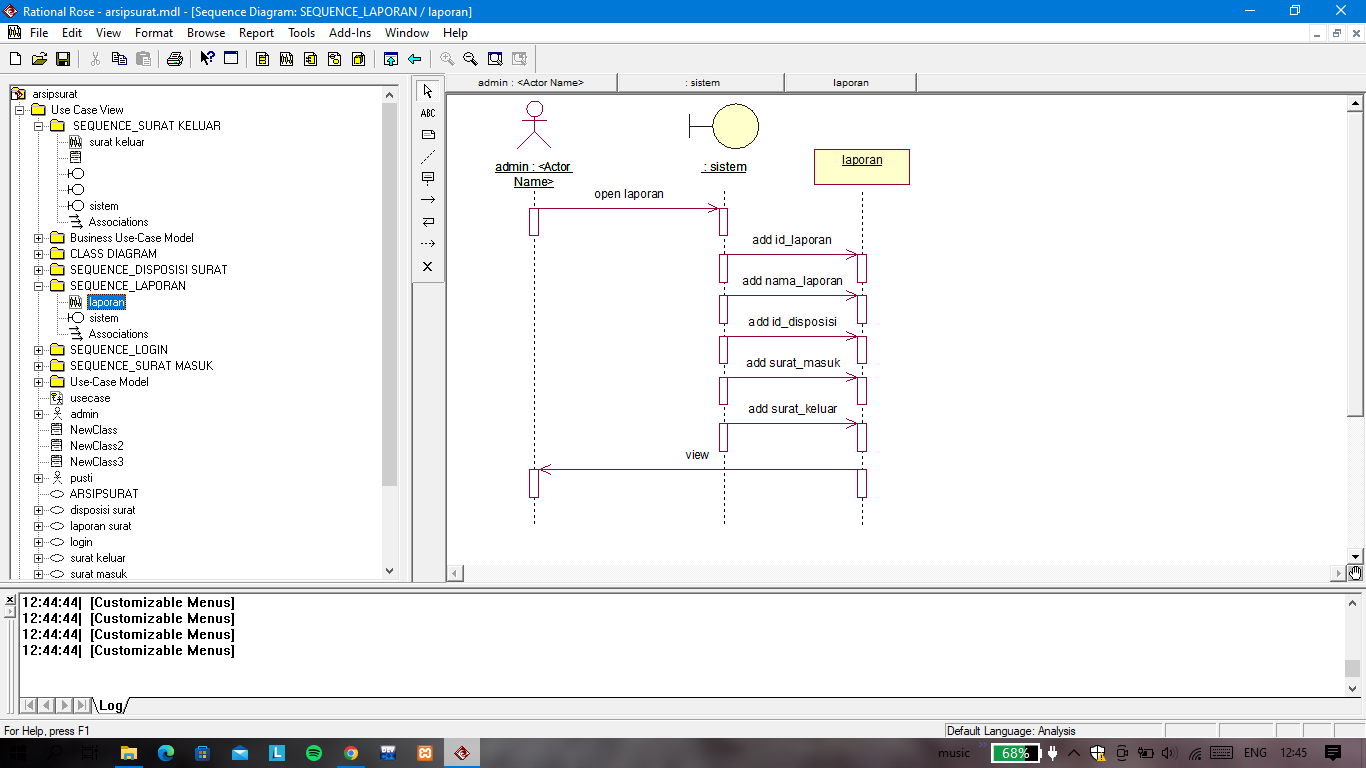 Rational Rose - arsipsurat.mdl - [Sequence Diagram: SEQUENCE_LAPORAN / laporan]
File Edit View Format Browse Report Tools Add-Ins Window Help
arsipsurat
Use Case View
SEQUENCE_SURAT KELUAR
surat keluar
sistem
Associations
Business Use-Case Model
CLASS DIAGRAM
SEQUENCE_DISPOSISI SURAT
SEQUENCE_LAPORAN
laporan
sistem
Associations
SEQUENCE_LOGIN
SEQUENCE_SURAT MASUK
Use-Case Model
usecase
admin
NewClass
NewClass2
NewClass3
pusti
ARSIPSURAT
disposisi surat
laporan surat
login
surat keluar
surat masuk
ABC
admin : <Actor Name> : sistem laporan
admin : <Actor
Name>
: sistem
laporan
open laporan
add id_laporan
add nama_laporan
add id_disposisi
add surat_masuk
add surat_keluar
view
12:44:44| [Customizable Menus]
12:44:44| [Customizable Menus]
12:44:44| [Customizable Menus]
12:44:44| [Customizable Menus]
Log
For Help, press F1
Default Language: Analysis
music
68%
ENG
12:45